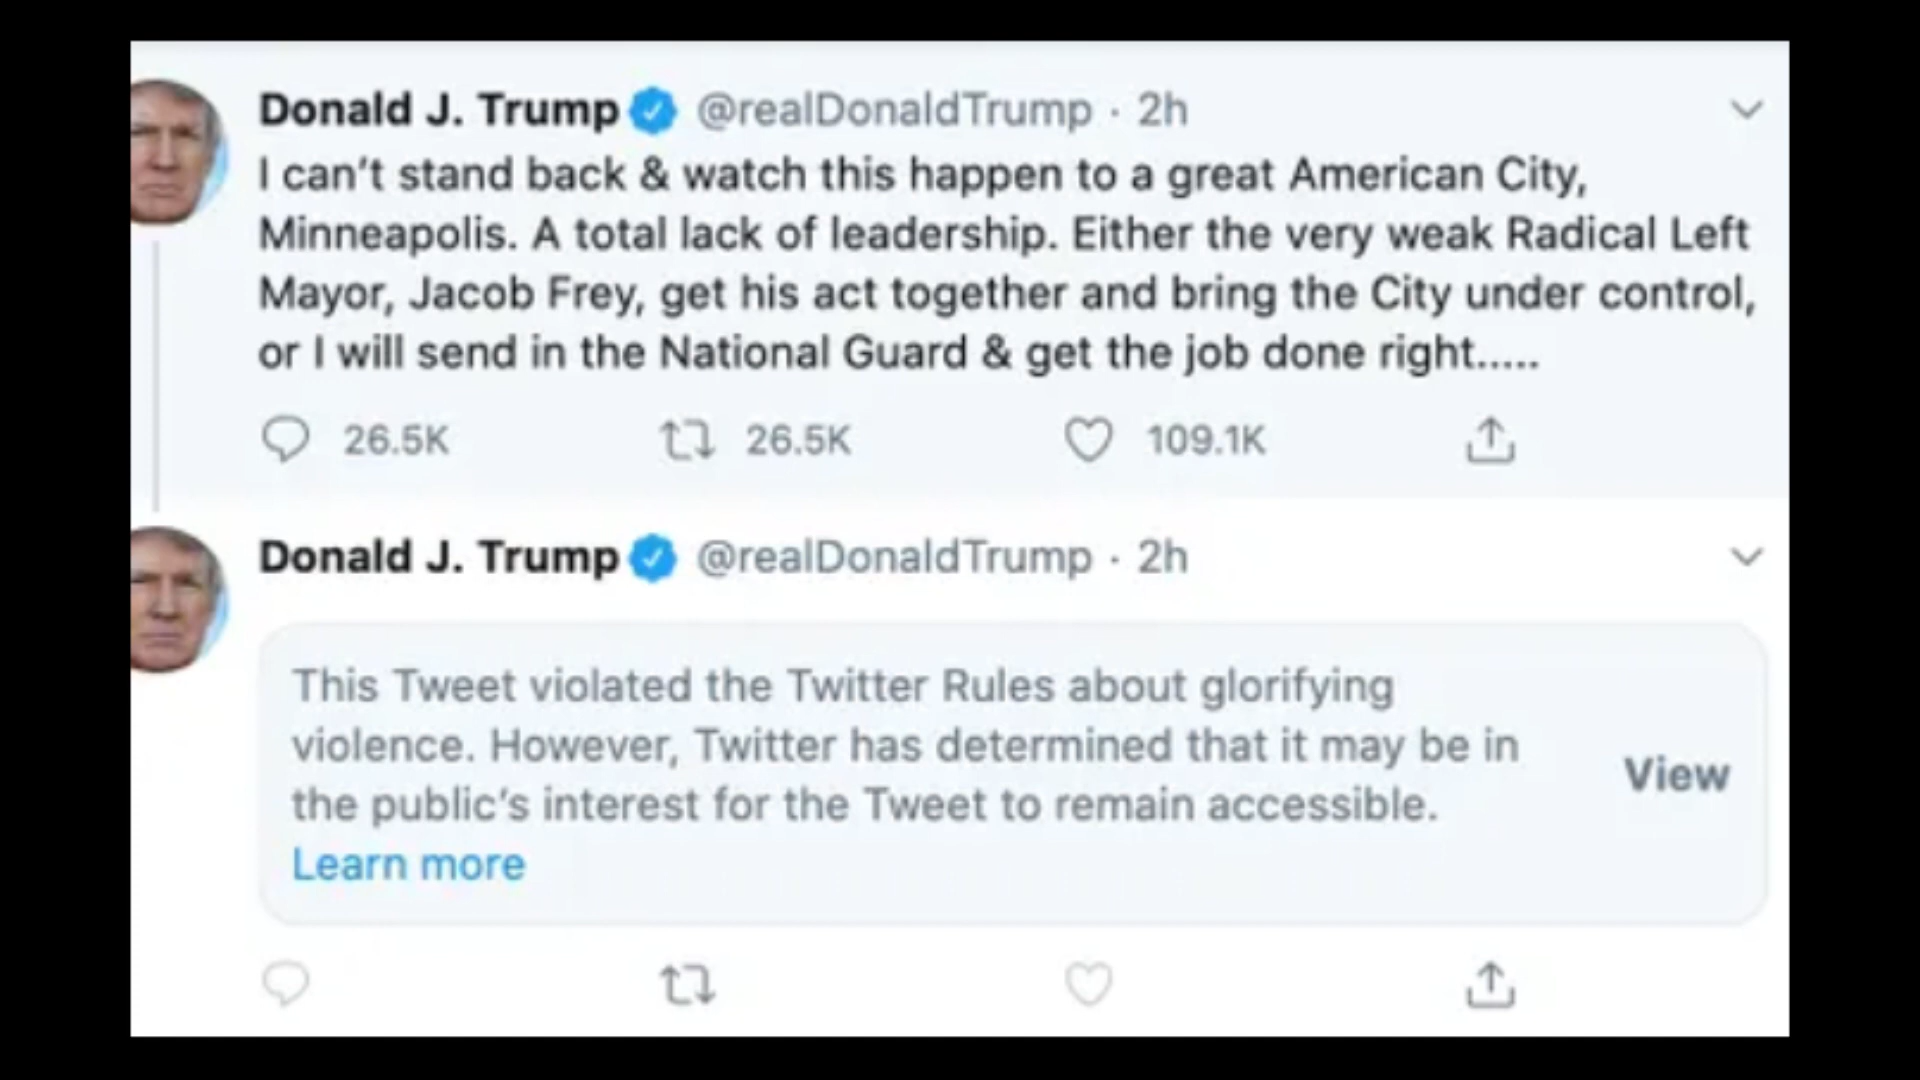 Donald J. Trump @realDonaldTrump · 2h
I can't stand back & watch this happen to a great American City,
Minneapolis. A total lack of leadership. Either the very weak Radical Left
Mayor, Jacob Frey, get his act together and bring the City under control,
or I will send in the National Guard & get the job done right.....
26.5K 26.5K 109.1K
Donald J. Trump @realDonaldTrump · 2h
This Tweet violated the Twitter Rules about glorifying
violence. However, Twitter has determined that it may be in
the public's interest for the Tweet to remain accessible.
View
Learn more